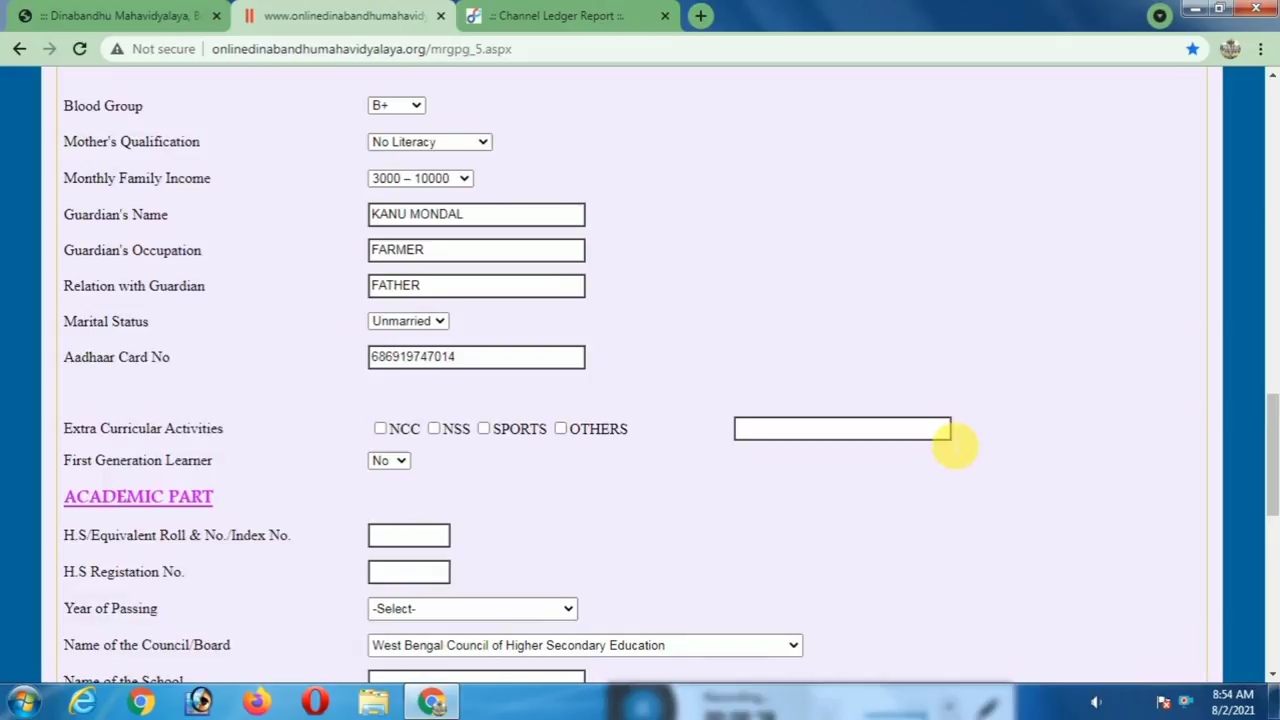 ::: Dinabandhu Mahavidyalaya, B
www.onlinedinabandhumahavid
.:: Channel Ledger Report ::.
Not secure | onlinedinabandhumahavidyalaya.org/mrgpg_5.aspx
Blood Group B+
Mother's Qualification No Literacy
Monthly Family Income 3000 – 10000
Guardian's Name KANU MONDAL
Guardian's Occupation FARMER
Relation with Guardian FATHER
Marital Status Unmarried
Aadhaar Card No 686919747014
Extra Curricular Activities NCC NSS SPORTS OTHERS
First Generation Learner No
ACADEMIC PART
H.S/Equivalent Roll & No./Index No.
H.S Registation No.
Year of Passing -Select-
Name of the Council/Board West Bengal Council of Higher Secondary Education
Name of the School
8:54 AM
8/2/2021